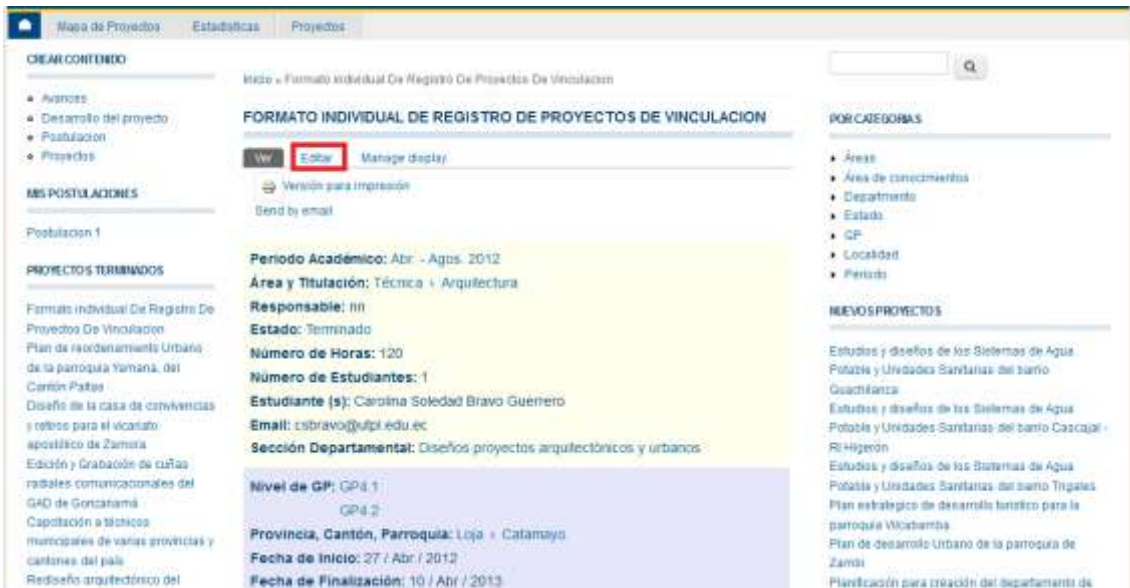 Mapa de Proyectos
Estadisticas
Proyectos
CREAR CONTENIDO
Avances
Desarrollo del proyecto
Postulacion
Proyectos
MIS POSTULACIONES
Postulacion 1
PROYECTOS TERMINADOS
Formato individual De Registro De
Proyectos De Vinculacion
Plan de reordenamiento Urbano
de la parroquia Yamana, del
Cantón Paltas
Diseño de la casa de convivencias
y retiros para el vicariato
apostólico de Zamora
Edición y Grabación de cuñas
radiales comunicacionales del
GAD de Gonzanamá
Capcitación a técnicos
municipales de varias provincias y
cantones del país
Rediseño arquitectónico del
Inicio » Formato individual De Registro De Proyectos De Vinculacion
FORMATO INDIVIDUAL DE REGISTRO DE PROYECTOS DE VINCULACION
Ver
Editar
Manage display
Versión para impresión
Send by email
Periodo Académico: Abr. - Agos. 2012
Área y Titulación: Técnica › Arquitectura
Responsable: nn
Estado: Terminado
Número de Horas: 120
Número de Estudiantes: 1
Estudiante (s): Carolina Soledad Bravo Guerrero
Email: csbravo@utpl.edu.ec
Sección Departamental: Diseños proyectos arquitectónicos y urbanos
Nivel de GP: GP4.1
GP4.2
Provincia, Cantón, Parroquia: Loja › Catamayo
Fecha de Inicio: 27 / Abr / 2012
Fecha de Finalización: 10 / Abr / 2013
POR CATEGORIAS
Áreas
Área de conocimientos
Departmento
Estado
GP
Localidad
Periodo
NUEVOS PROYECTOS
Estudios y diseños de los Sistemas de Agua
Potable y Unidades Sanitarias del barrio
Guachilanca
Estudios y diseños de los Sistemas de Agua
Potable y Unidades Sanitarias del barrio Cascajal -
El Higerón
Estudios y diseños de los Sistemas de Agua
Potable y Unidades Sanitarias del barrio Trigales
Plan estrategico de desarrollo turistico para la
parroquia Vilcabamba
Plan de desarrollo Urbano de la parroquia de
Zambi
Planificación para creación del departamento de